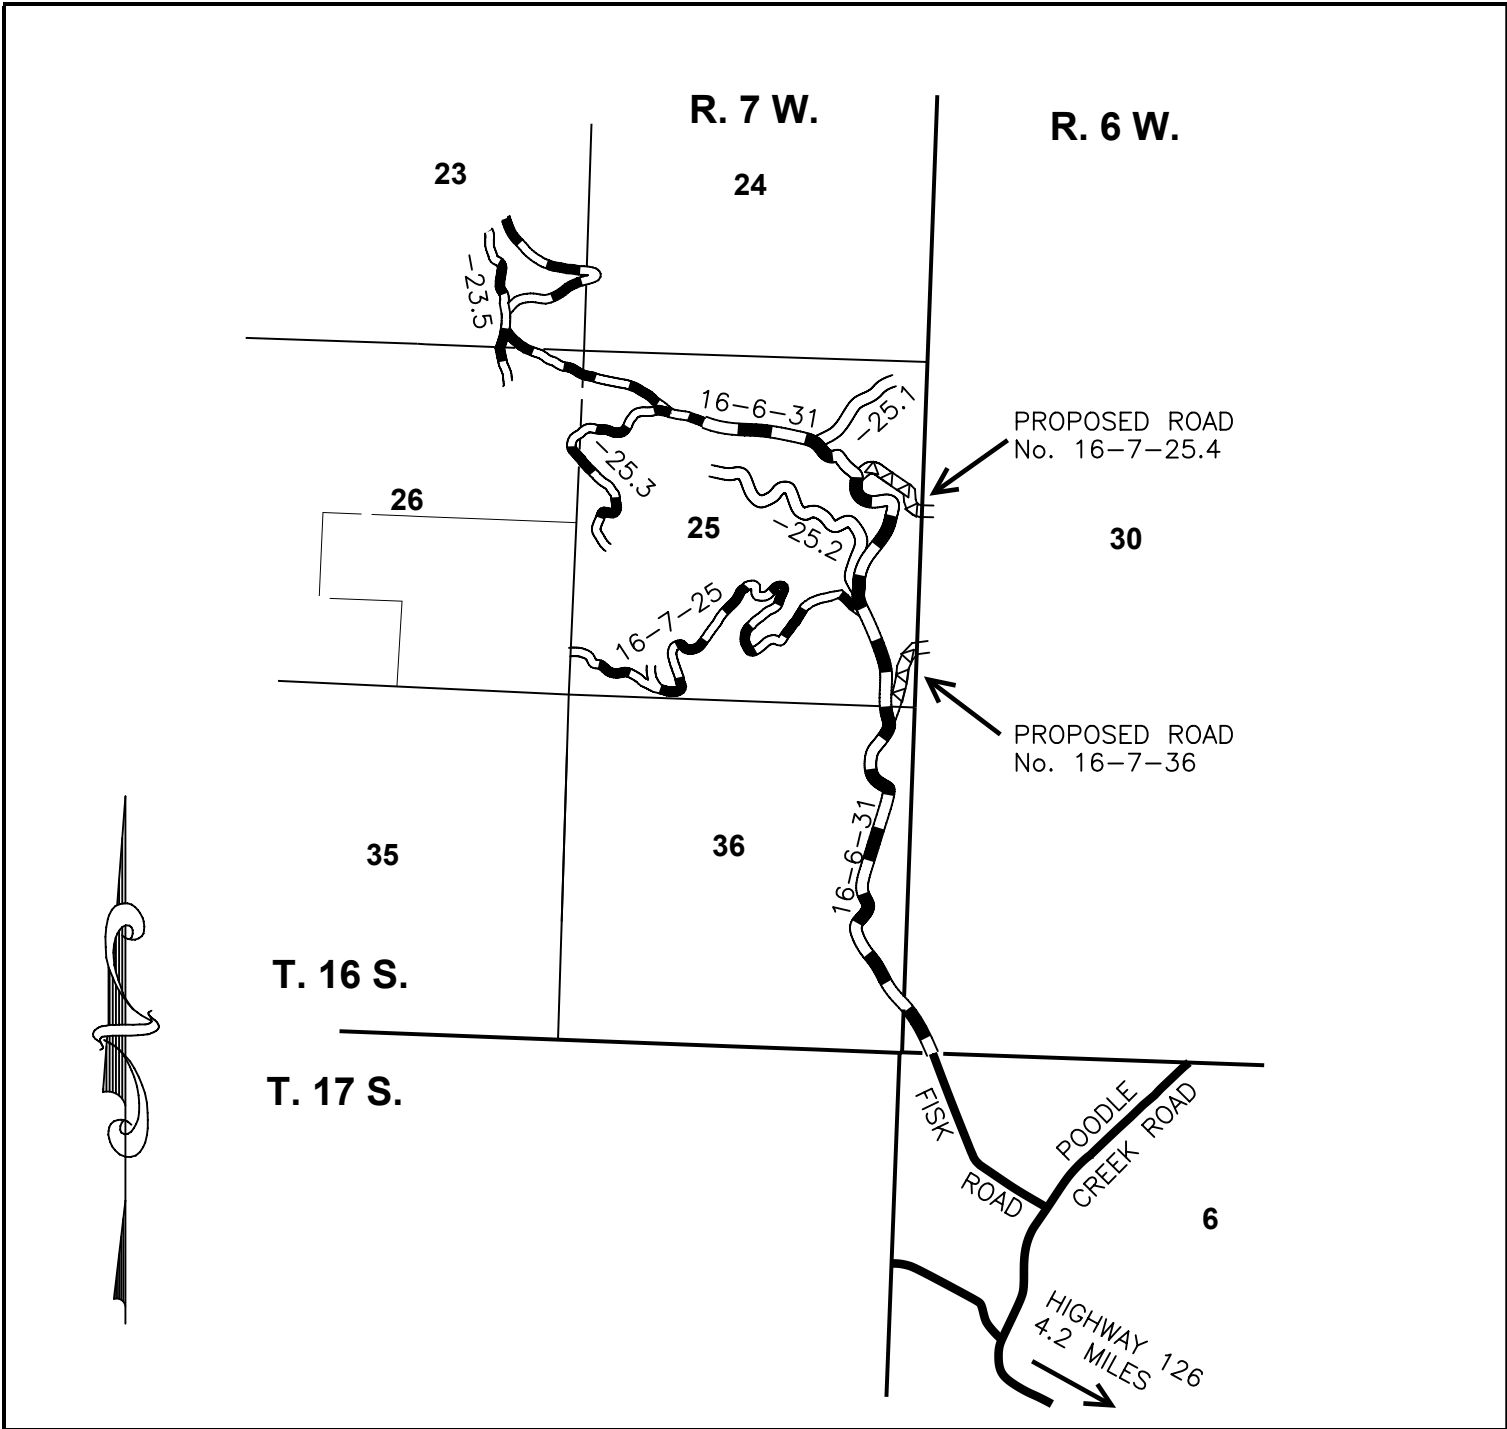 R. 7 W.
R. 6 W.
23
24
-23.5
16-6-31
-25.1
PROPOSED ROAD
No. 16-7-25.4
-25.3
26
25
-25.2
30
16-7-25
PROPOSED ROAD
No. 16-7-36
16-6-31
35
36
T. 16 S.
T. 17 S.
FISK
ROAD
POODLE
CREEK ROAD
6
HIGHWAY 126
4.2 MILES